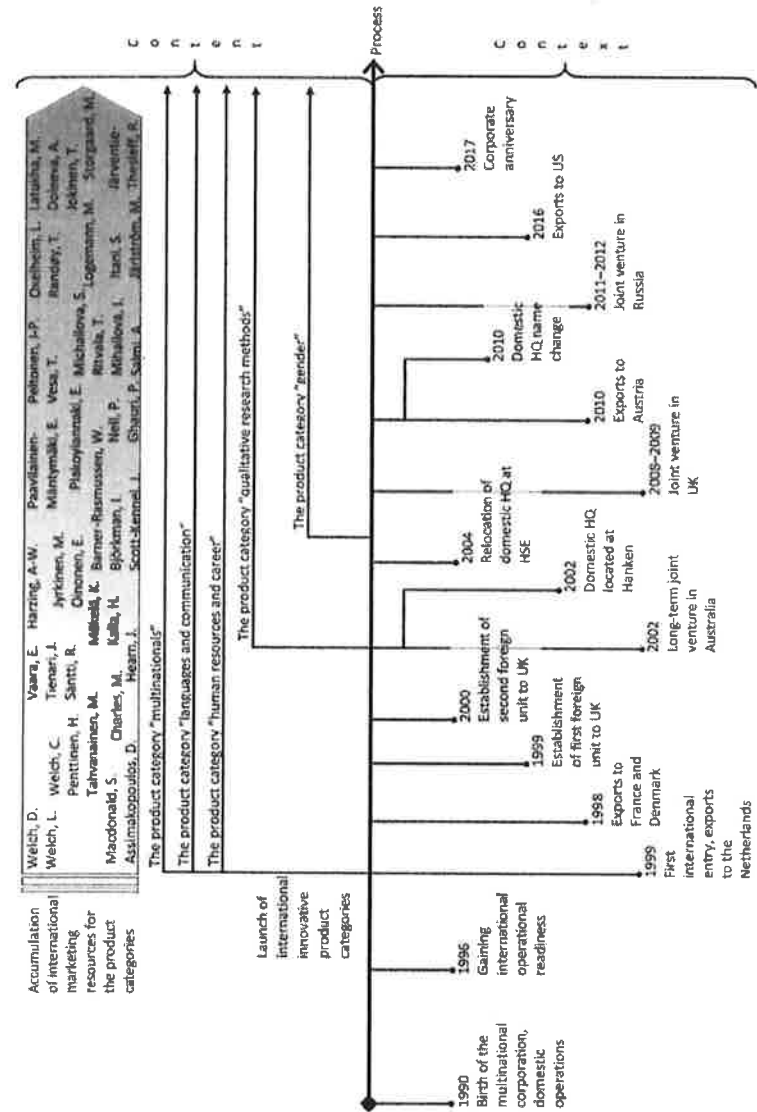 Accumulation
of international
marketing
resources for
the product
categories
Welch, D. Vaara, E. Harzing, A-W. Paavilainen- Peltonen, J-P. Oxelheim, L. Latukha, M.
Welch, L. Welch, C. Tienari, J. Jyrkinen, M. Mäntymäki, E. Vesa, T. Randøy, T. A.
Penttinen, H. Säntti, R. Oinonen, E. Plakoyiannaki, E. Michailova, S. Jokinen, T.
Tahvanainen, M. Mäkelä, K. Barner-Rasmussen, W. Ritvala, T. Logemann, M. Storgaard, M.
Macdonald, S. Charles, M. Kalla, H. Björkman, I. Nell, P. Mihailova, I. Itani, S. Järventie-
Assimakopoulos, D. Hearn, J. Scott-Kennel, J. Ghauri, P. Salmi, A. Järlström, M. Thesleff, R.
The product category "multinationals"
The product category "languages and communication"
The product category "human resources and career"
The product category "qualitative research methods"
The product category "gender"
Launch of
international
innovative
product
categories
Content
Process
Context
1990
Birth of the
multinational
corporation,
domestic
operations
1996
Gaining
international
operational
readiness
1999
First
international
entry, exports
to the
Netherlands
1998
Exports to
France and
Denmark
1999
Establishment
of first foreign
unit to UK
2000
Establishment of
second foreign
unit to UK
2002
Long-term joint
venture in
Australia
2002
Domestic HQ
located at
Hanken
2004
Relocation of
domestic HQ at
HSE
2008–2009
Joint venture in
UK
2010
Exports to
Austria
2010
Domestic
HQ name
change
2011–2012
Joint venture in
Russia
2016
Exports to US
2017
Corporate
anniversary